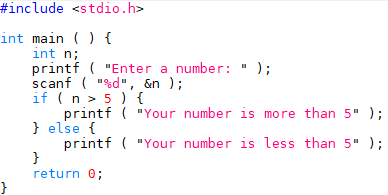 #include <stdio.h>

int main ( ) {
    int n;
    printf ( "Enter a number: " );
    scanf ( "%d", &n );
    if ( n > 5 ) {
        printf ( "Your number is more than 5" );
    } else {
        printf ( "Your number is less than 5" );
    }
    return 0;
}